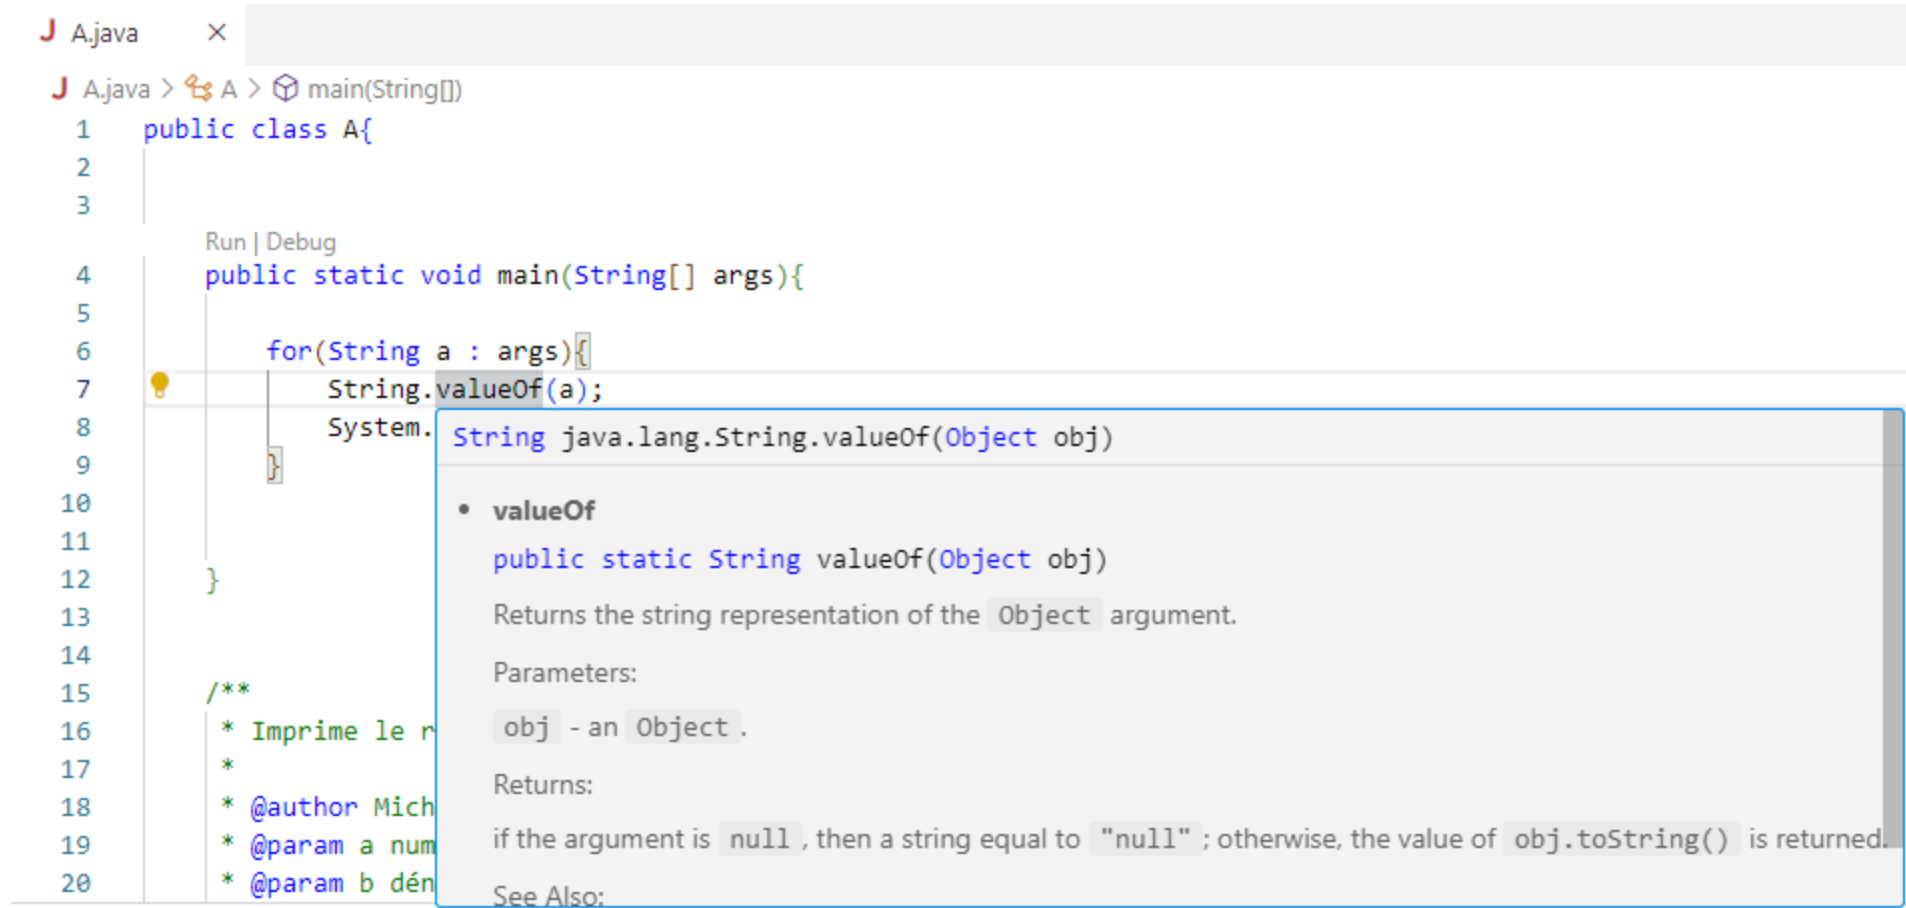 J A.java ×
J A.java > A > main(String[])
1 public class A{
2
3
Run | Debug
4 public static void main(String[] args){
5
6 for(String a : args){
7 String.valueOf(a);
8 System.
9 }
10
11
12 }
13
14
15 /**
16 * Imprime le r
17 *
18 * @author Mich
19 * @param a num
20 * @param b dén
String java.lang.String.valueOf(Object obj)
• valueOf
public static String valueOf(Object obj)
Returns the string representation of the Object argument.
Parameters:
obj - an Object.
Returns:
if the argument is null, then a string equal to "null"; otherwise, the value of obj.toString() is returned.
See Also: